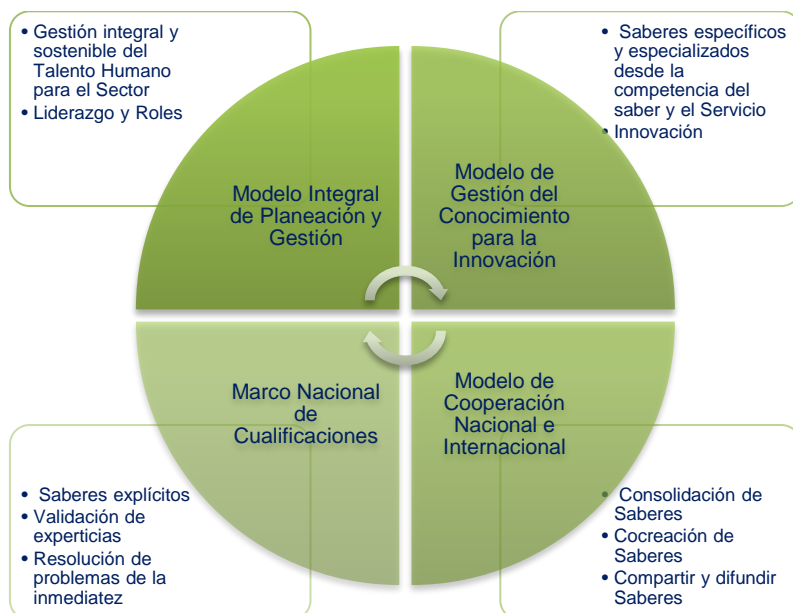 • Gestión integral y
sostenible del
Talento Humano
para el Sector
• Liderazgo y Roles
• Saberes específicos
y especializados
desde la
competencia del
saber y el Servicio
• Innovación
Modelo Integral
de Planeación y
Gestión
Modelo de
Gestión del
Conocimiento
para la
Innovación
Marco Nacional
de
Cualificaciones
Modelo de
Cooperación
Nacional e
Internacional
• Saberes explícitos
• Validación de
experticias
• Resolución de
problemas de la
inmediatez
• Consolidación de
Saberes
• Cocreación de
Saberes
• Compartir y difundir
Saberes